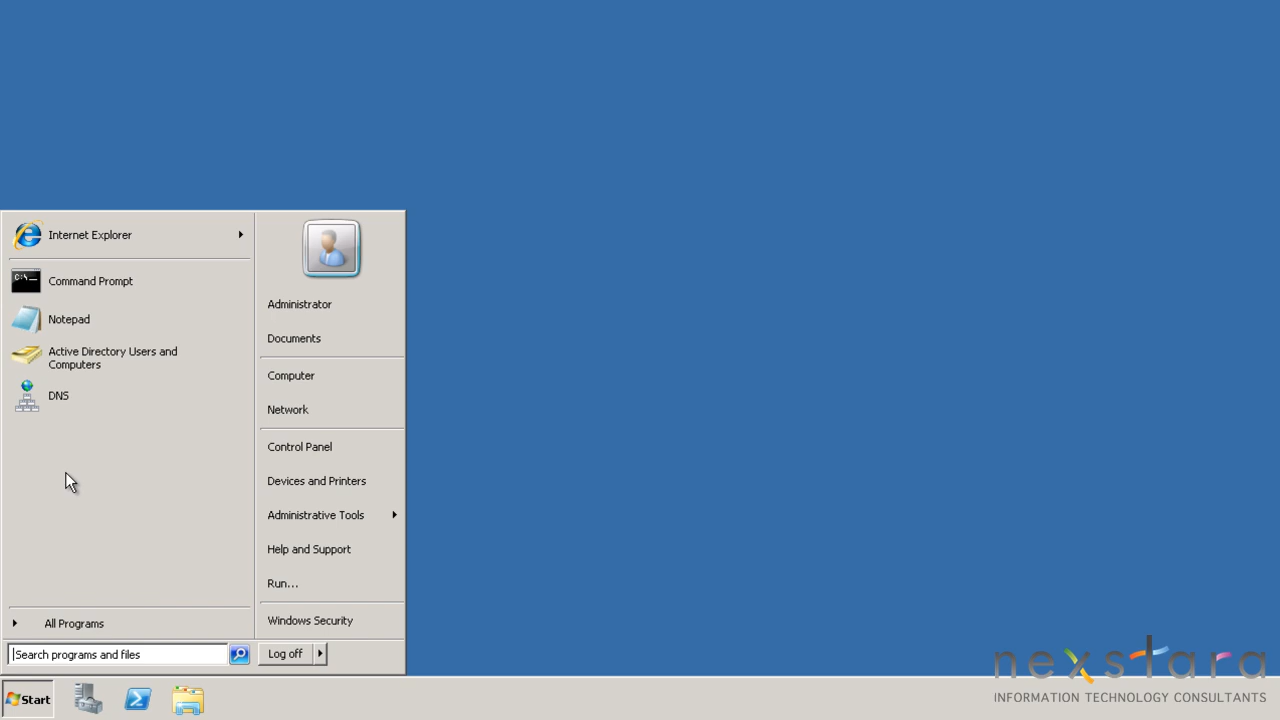 Internet Explorer
Command Prompt
Notepad
Active Directory Users and
Computers
DNS
All Programs
Search programs and files
Administrator
Documents
Computer
Network
Control Panel
Devices and Printers
Administrative Tools
Help and Support
Run...
Windows Security
Log off
Start
nexstara
INFORMATION TECHNOLOGY CONSULTANTS